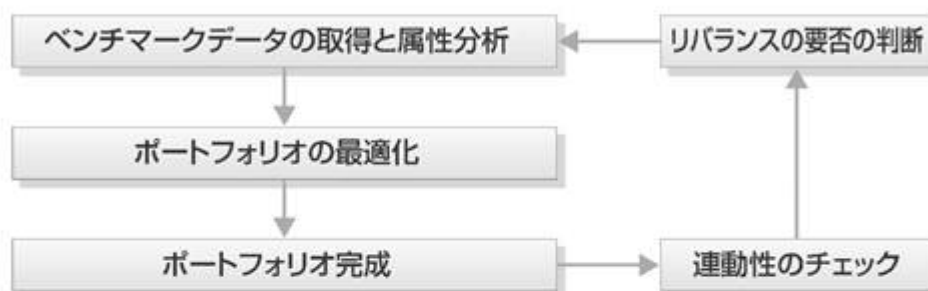 ベンチマークデータの取得と属性分析
リバランスの要否の判断
ポートフォリオの最適化
ポートフォリオ完成
連動性のチェック